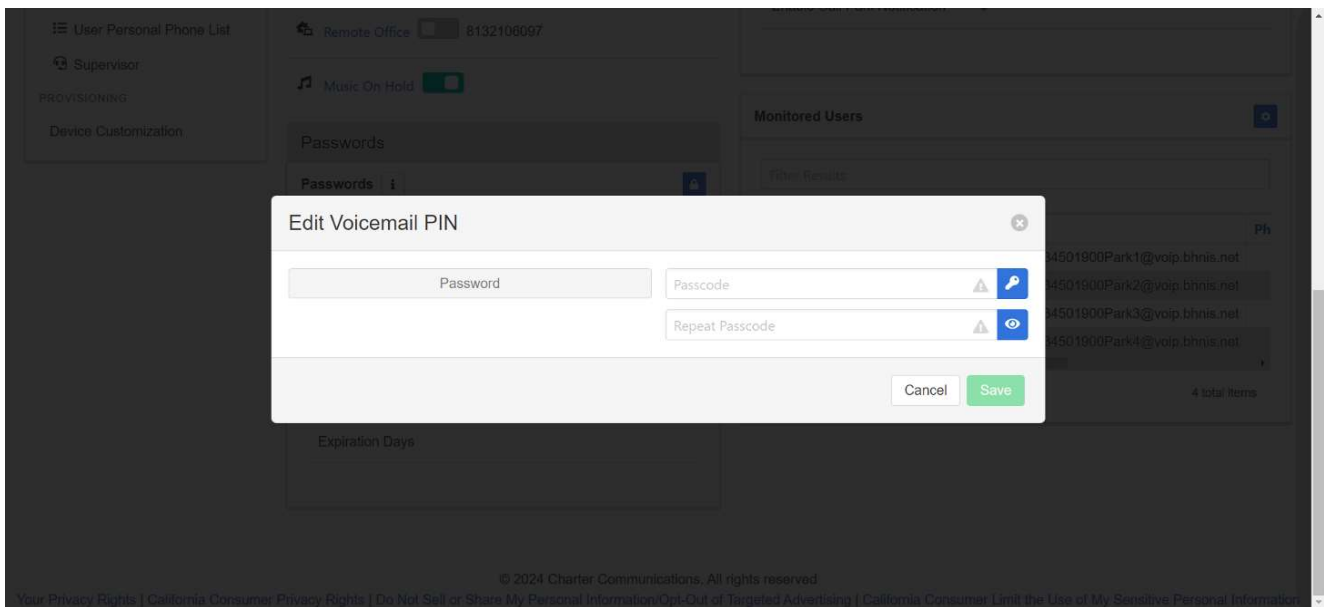 User Personal Phone List
Supervisor
PROVISIONING
Device Customization
Remote Office 8132106097
Music On Hold
Passwords
Passwords
Monitored Users
Filter Results
Ph
Edit Voicemail PIN
Password
Passcode
Repeat Passcode
Cancel
Save
34501900Park1@voip.bhnis.net
34501900Park2@voip.bhnis.net
34501900Park3@voip.bhnis.net
34501900Park4@voip.bhnis.net
4 total items
Expiration Days
© 2024 Charter Communications, All rights reserved
Your Privacy Rights | California Consumer Privacy Rights | Do Not Sell or Share My Personal Information/Opt-Out of Targeted Advertising | California Consumer Limit the Use of My Sensitive Personal Information